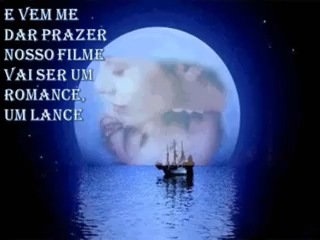 E VEM ME
DAR PRAZER
NOSSO FILME
VAI SER UM
ROMANCE,
UM LANCE